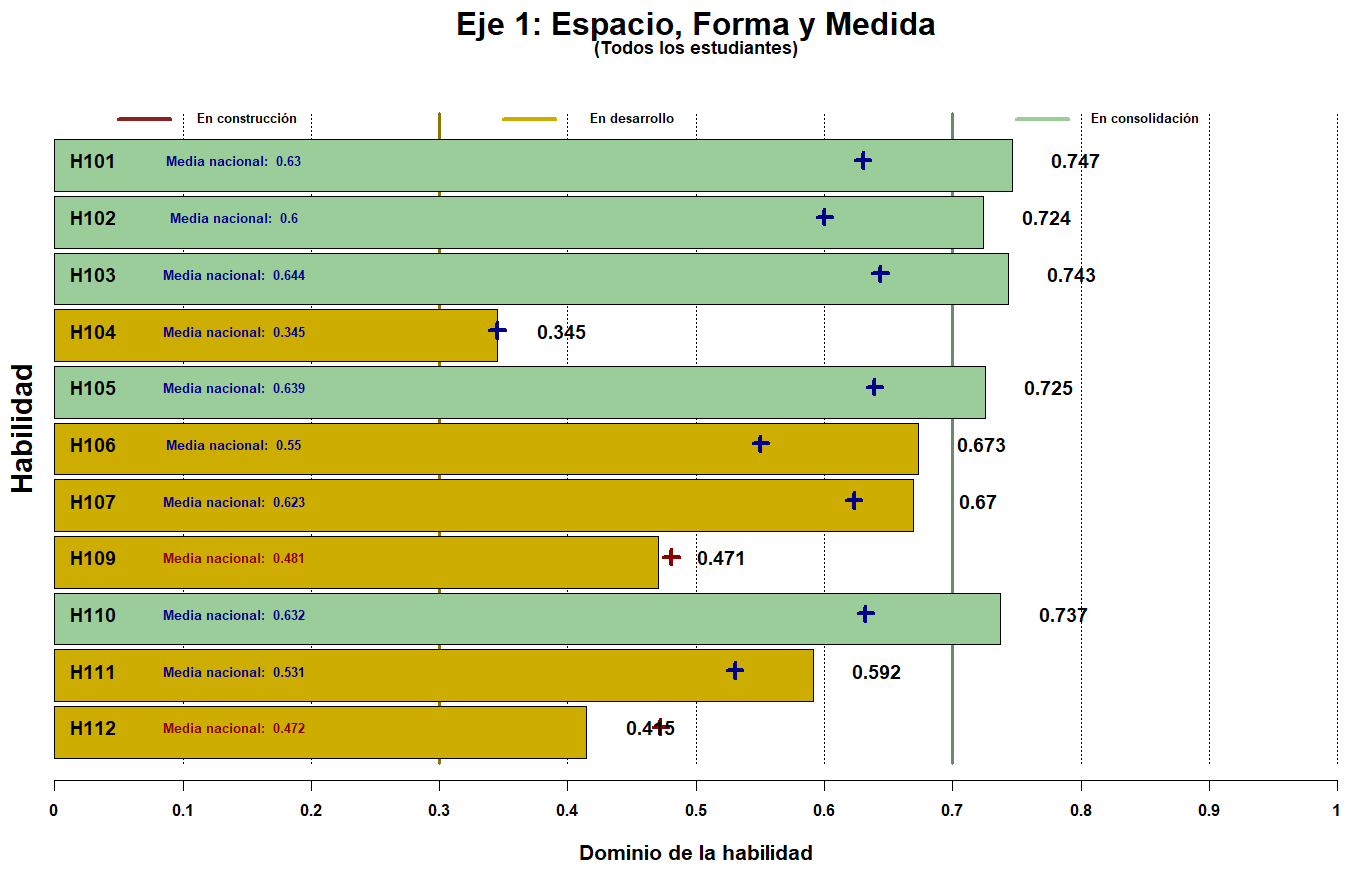 Eje 1: Espacio, Forma y Medida
(Todos los estudiantes)
En construcción En desarrollo En consolidación
H101 Media nacional: 0.63 0.747
H102 Media nacional: 0.6 0.724
H103 Media nacional: 0.644 0.743
H104 Media nacional: 0.345 0.345
H105 Media nacional: 0.639 0.725
H106 Media nacional: 0.55 0.673
H107 Media nacional: 0.623 0.67
H109 Media nacional: 0.481 0.471
H110 Media nacional: 0.632 0.737
H111 Media nacional: 0.531 0.592
H112 Media nacional: 0.472 0.415
Habilidad
0 0.1 0.2 0.3 0.4 0.5 0.6 0.7 0.8 0.9 1
Dominio de la habilidad